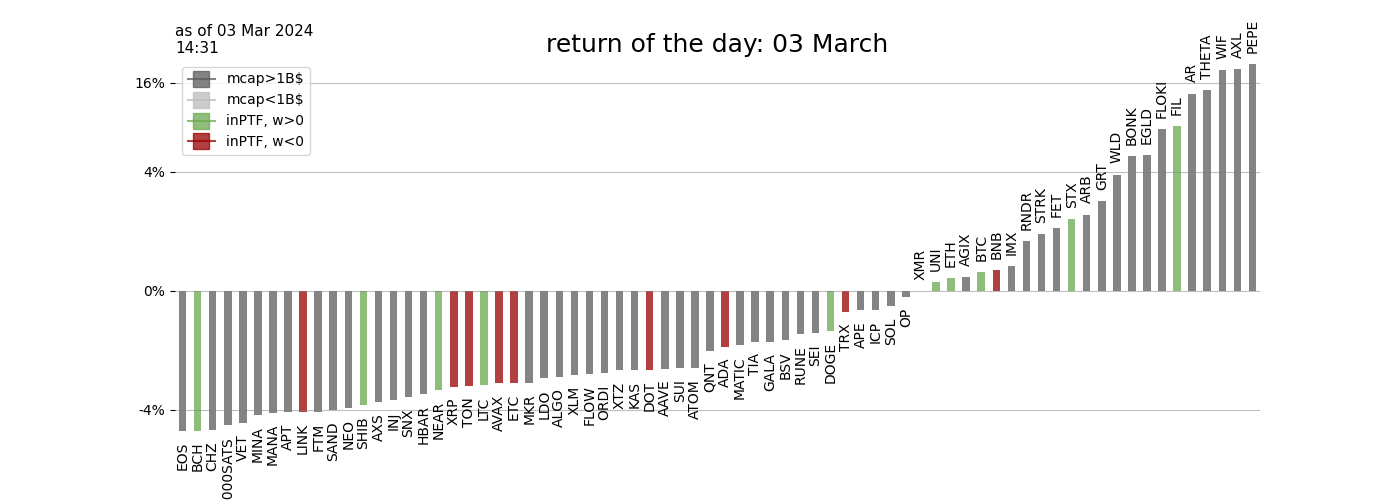 as of 03 Mar 2024
14:31
return of the day: 03 March
mcap>1B$
mcap<1B$
inPTF, w>0
inPTF, w<0
16%
4%
0%
-4%
EOS
BCH
CHZ
000SATS
VET
MINA
MANA
APT
LINK
FTM
SAND
NEO
SHIB
AXS
INJ
SNX
HBAR
NEAR
XRP
TON
LTC
AVAX
ETC
MKR
LDO
ALGO
XLM
FLOW
ORDI
XTZ
KAS
DOT
AAVE
SUI
ATOM
QNT
ADA
MATIC
TIA
GALA
BSV
RUNE
SEI
DOGE
TRX
APE
ICP
SOL
OP
XMR
UNI
ETH
AGIX
BTC
BNB
IMX
RNDR
STRK
FET
STX
ARB
GRT
WLD
BONK
EGLD
FLOKI
FIL
AR
THETA
WIF
AXL
PEPE